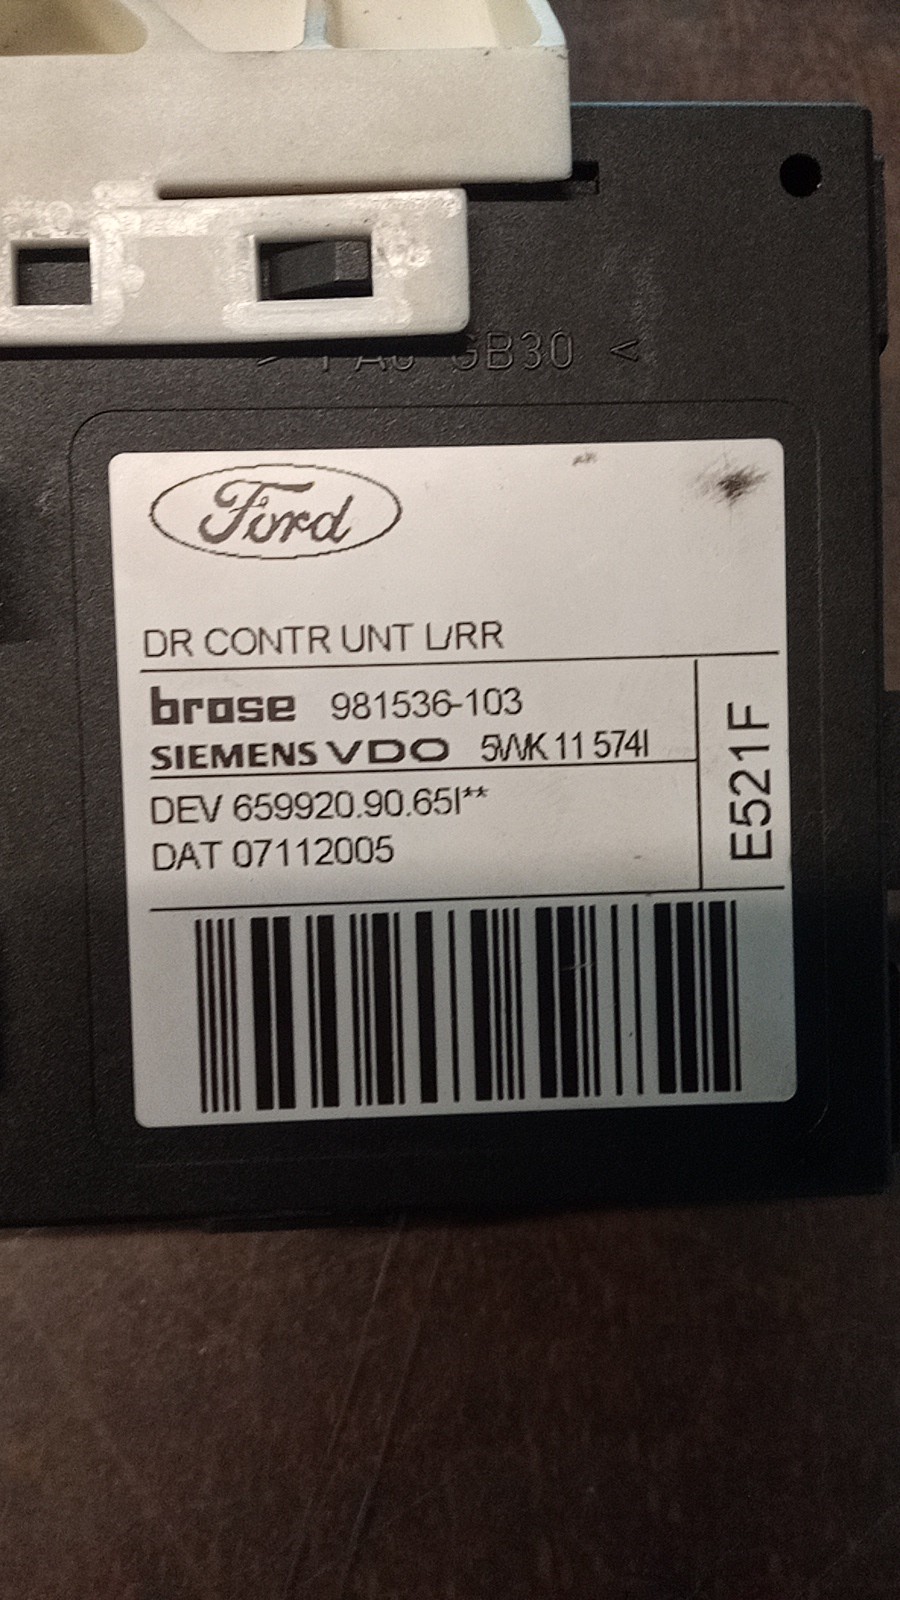 GB30 <
Ford
DR CONTR UNT L/RR
brose 981536-103
SIEMENS VDO 5WK 11 574I
DEV 659920.90.65I**
DAT 07112005
E521F